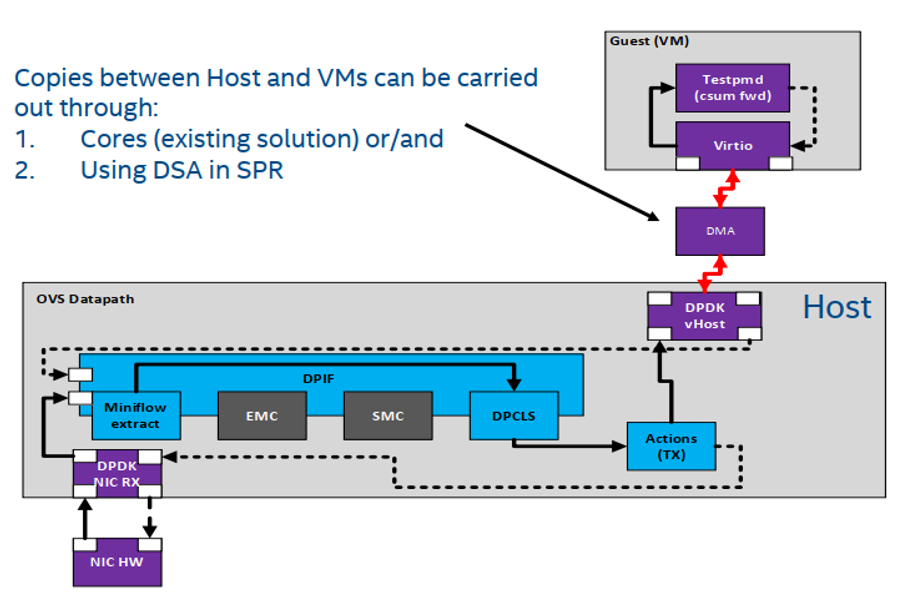 Guest (VM)
Copies between Host and VMs can be carried
out through:
1. Cores (existing solution) or/and
2. Using DSA in SPR
Testpmd
(csum fwd)
Virtio
DMA
OVS Datapath
Host
DPDK
vHost
DPIF
Miniflow
extract
EMC
SMC
DPCLS
Actions
(TX)
DPDK
NIC RX
NIC HW